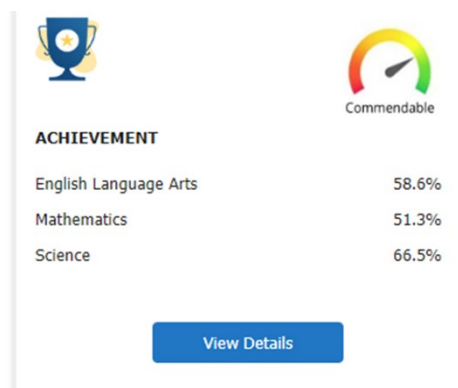 Commendable
ACHIEVEMENT
English Language Arts 58.6%
Mathematics 51.3%
Science 66.5%
View Details